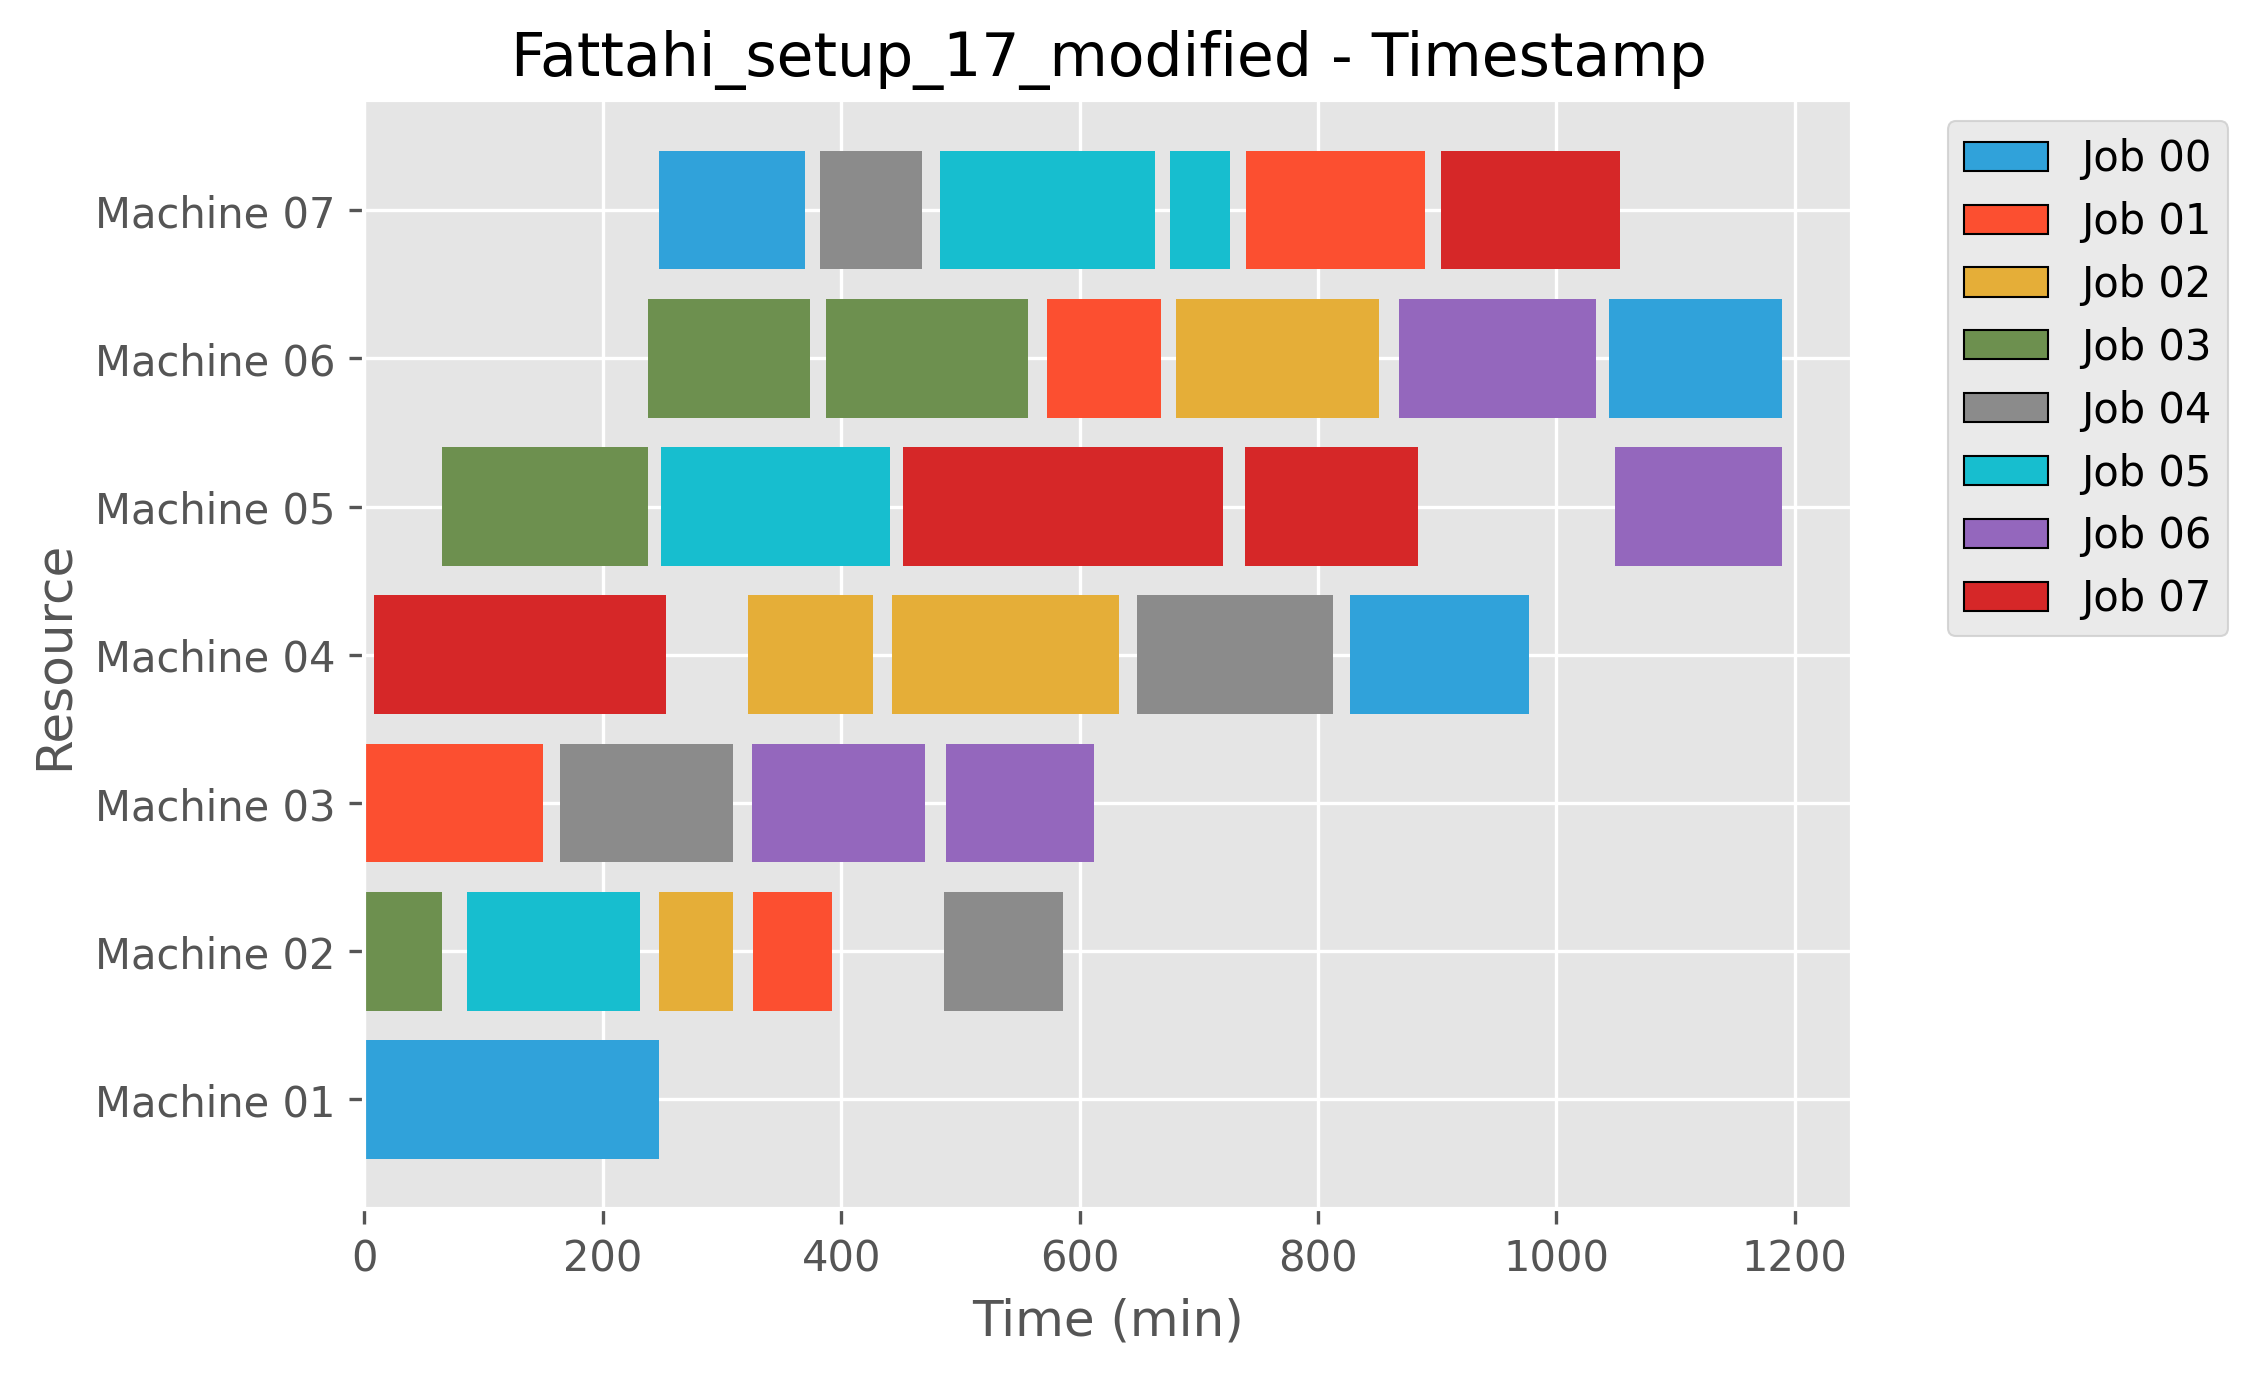 Fattahi_setup_17_modified - Timestamp
Machine 07
Machine 06
Machine 05
Machine 04
Machine 03
Machine 02
Machine 01
Resource
0 200 400 600 800 1000 1200
Time (min)
Job 00
Job 01
Job 02
Job 03
Job 04
Job 05
Job 06
Job 07